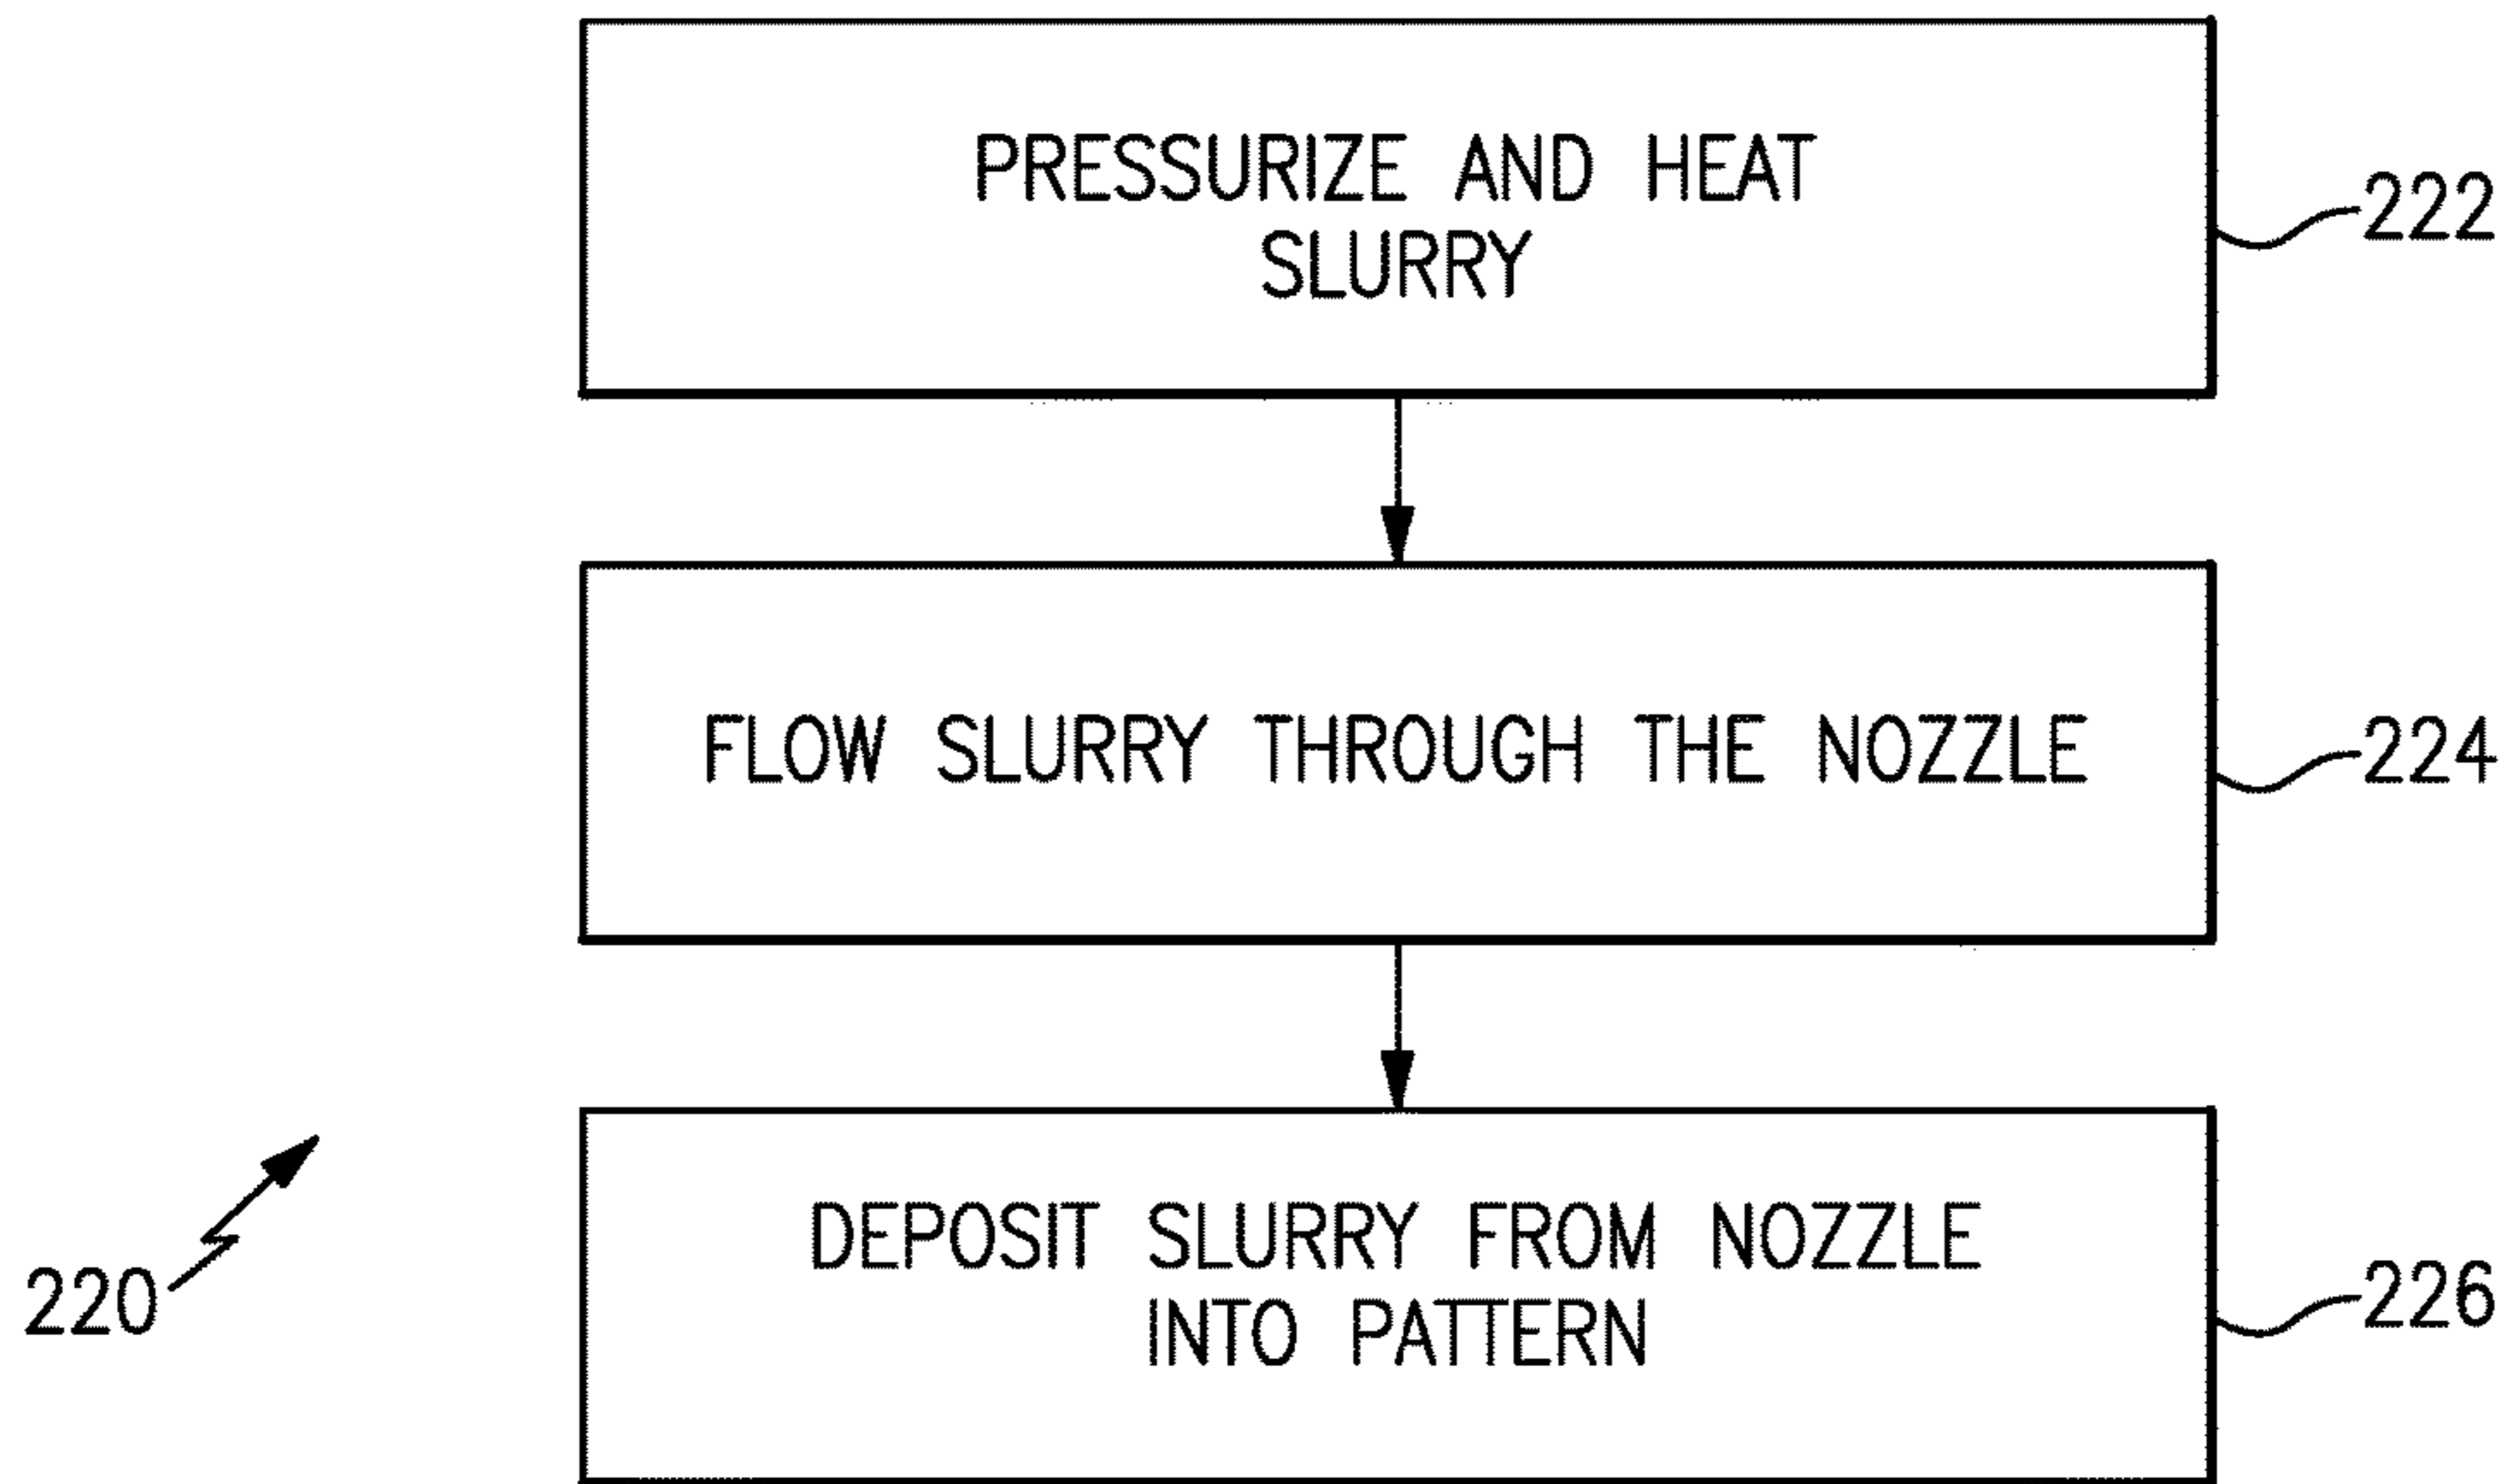 PRESSURIZE AND HEAT
SLURRY
222
FLOW SLURRY THROUGH THE NOZZLE
224
DEPOSIT SLURRY FROM NOZZLE
INTO PATTERN
226
220